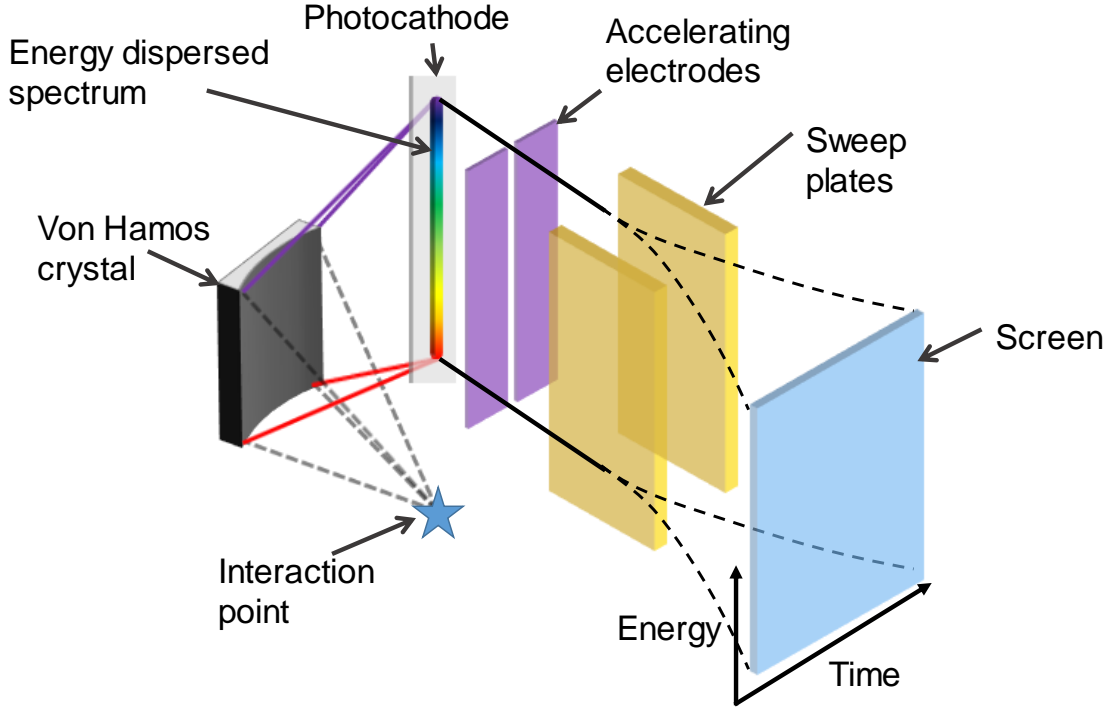 Photocathode
Energy dispersed
spectrum
Accelerating
electrodes
Sweep
plates
Von Hamos
crystal
Screen
Interaction
point
Energy
Time